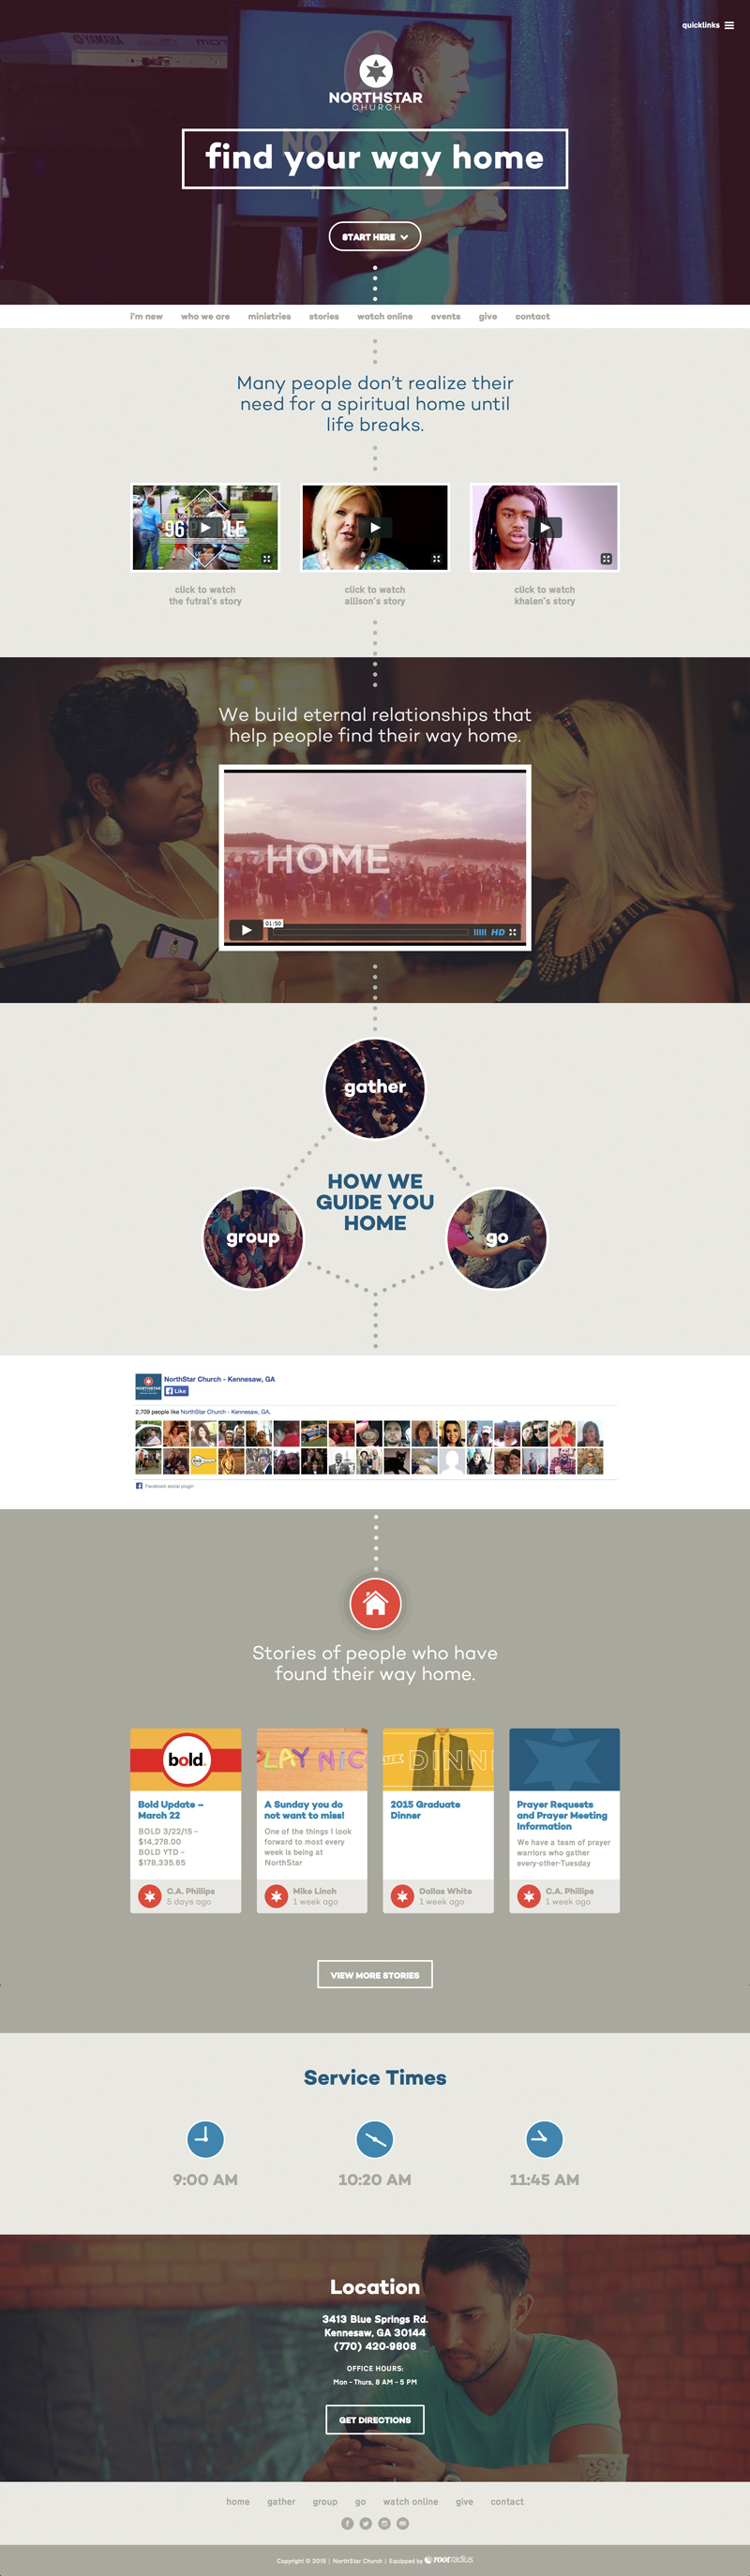 quicklinks
YAMAHA
NORTHSTAR
CHURCH
find your way home
START HERE
i'm new who we are ministries stories watch online events give contact
Many people don't realize their
need for a spiritual home until
life breaks.
click to watch
the futral's story
click to watch
allison's story
click to watch
khalen's story
We build eternal relationships that
help people find their way home.
HOME
01:50
HD
gather
HOW WE
GUIDE YOU
HOME
group
go
NorthStar Church - Kennesaw, GA
Like
2,709 people like NorthStar Church - Kennesaw, GA.
Facebook social plugin
Stories of people who have
found their way home.
bold.
Bold Update –
March 22
BOLD 3/22/15 –
$14,278.00
BOLD YTD –
$178,335.65
C.A. Phillips
5 days ago
PLAY NIC
A Sunday you do
not want to miss!
One of the things I look
forward to most every
week is being at
NorthStar
Mike Linch
1 week ago
DINN
2015 Graduate
Dinner
Dallas White
1 week ago
Prayer Requests
and Prayer Meeting
Information
We have a team of prayer
warriors who gather
every-other-Tuesday
C.A. Phillips
1 week ago
VIEW MORE STORIES
Service Times
9:00 AM 10:20 AM 11:45 AM
Location
3413 Blue Springs Rd.
Kennesaw, GA 30144
(770) 420-9808
OFFICE HOURS:
Mon – Thurs, 8 AM – 5 PM
GET DIRECTIONS
home gather group go watch online give contact
Copyright © 2015 | NorthStar Church | Equipped by rootradius